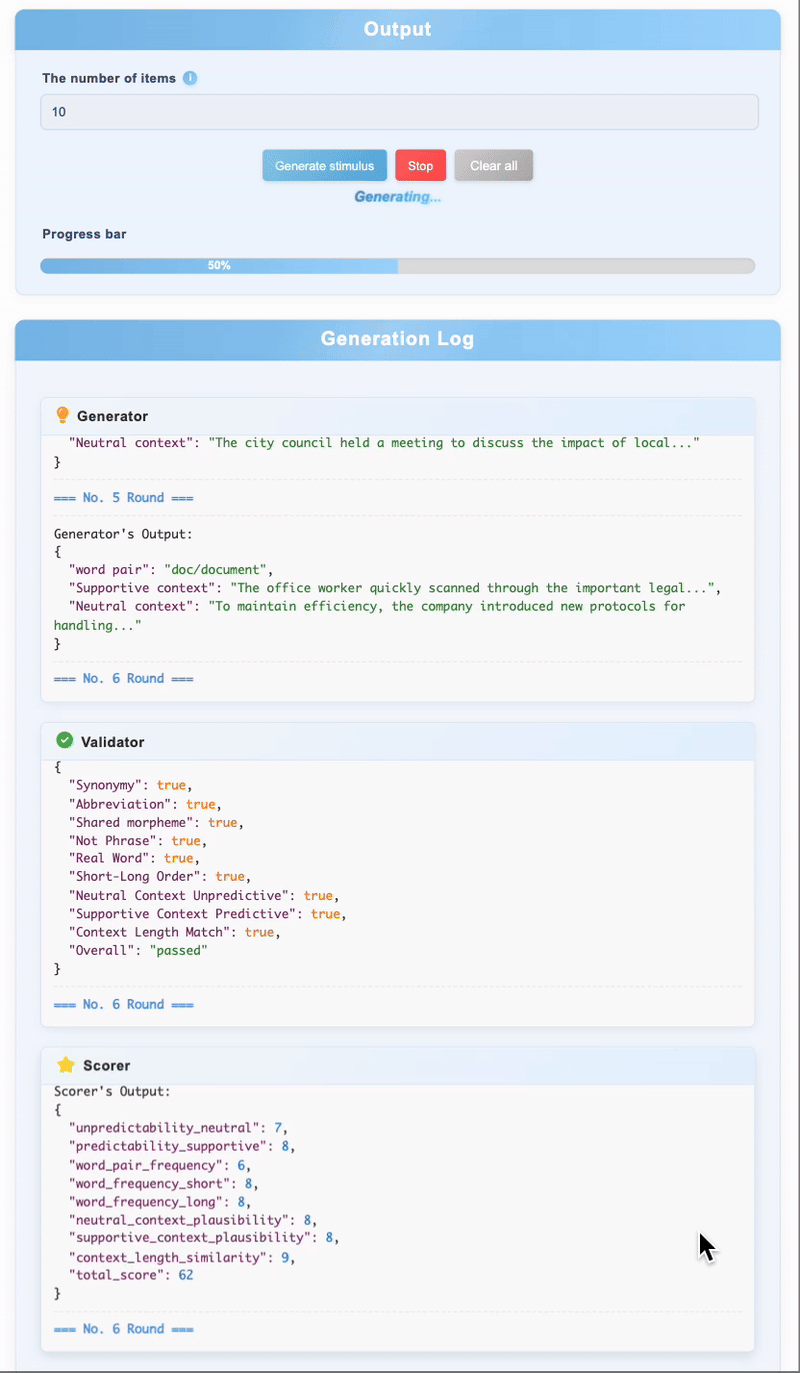 Output
The number of items i
10
Generate stimulus Stop Clear all
Generating...
Progress bar
50%
Generation Log
Generator
"Neutral context": "The city council held a meeting to discuss the impact of local..."
}
=== No. 5 Round ===
Generator's Output:
{
"word pair": "doc/document",
"Supportive context": "The office worker quickly scanned through the important legal...",
"Neutral context": "To maintain efficiency, the company introduced new protocols for
handling..."
}
=== No. 6 Round ===
Validator
{
"Synonymy": true,
"Abbreviation": true,
"Shared morpheme": true,
"Not Phrase": true,
"Real Word": true,
"Short-Long Order": true,
"Neutral Context Unpredictive": true,
"Supportive Context Predictive": true,
"Context Length Match": true,
"Overall": "passed"
}
=== No. 6 Round ===
Scorer
Scorer's Output:
{
"unpredictability_neutral": 7,
"predictability_supportive": 8,
"word_pair_frequency": 6,
"word_frequency_short": 8,
"word_frequency_long": 8,
"neutral_context_plausibility": 8,
"supportive_context_plausibility": 8,
"context_length_similarity": 9,
"total_score": 62
}
=== No. 6 Round ===